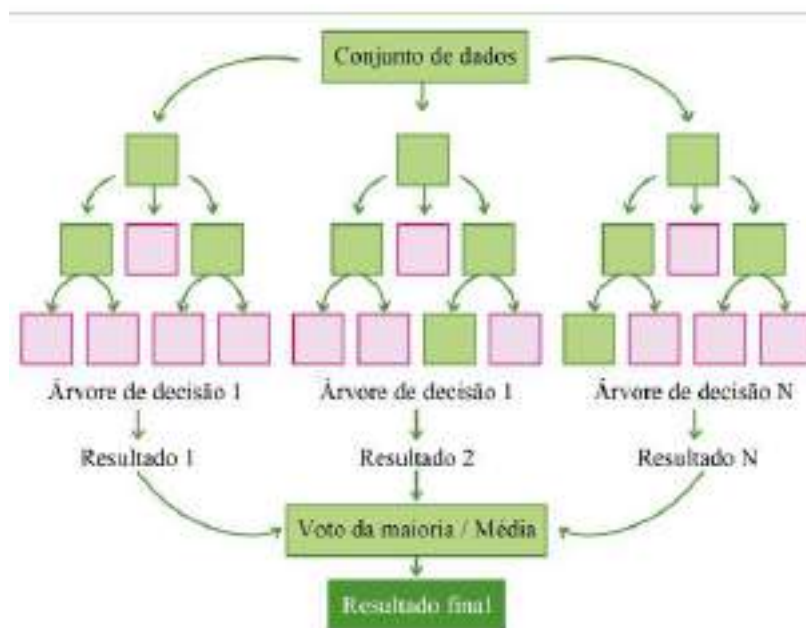 Conjunto de dados
Árvore de decisão 1
Árvore de decisão 1
Árvore de decisão N
Resultado 1
Resultado 2
Resultado N
Voto da maioria / Média
Resultado final